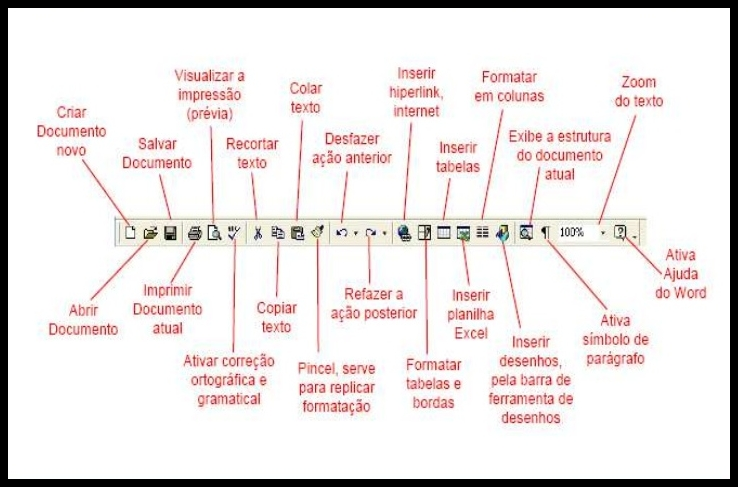 Criar
Documento
novo
Salvar
Documento
Visualizar a
impressão
(prévia)
Recortar
texto
Colar
texto
Desfazer
ação anterior
Inserir
hiperlink,
internet
Inserir
tabelas
Formatar
em colunas
Exibe a estrutura
do documento
atual
Zoom
do texto
100%
Abrir
Documento
Imprimir
Documento
atual
Ativar correção
ortográfica e
gramatical
Copiar
texto
Pincel, serve
para replicar
formatação
Refazer a
ação posterior
Formatar
tabelas e
bordas
Inserir
planilha
Excel
Inserir
desenhos,
pela barra de
ferramenta de
desenhos
Ativa
símbolo de
parágrafo
Ativa
Ajuda
do Word